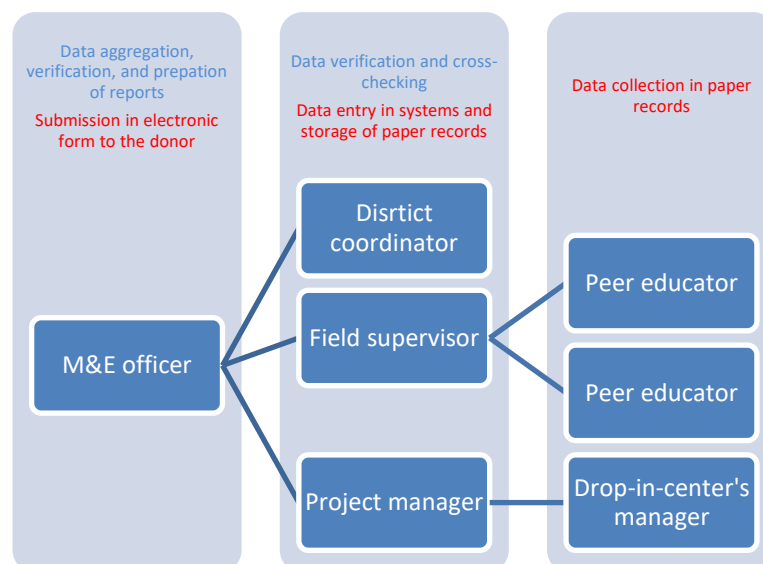 Data aggregation,
verification, and prepation
of reports
Submission in electronic
form to the donor
M&E officer
Data verification and cross-
checking
Data entry in systems and
storage of paper records
Disrtict
coordinator
Field supervisor
Project manager
Data collection in paper
records
Peer educator
Peer educator
Drop-in-center's
manager